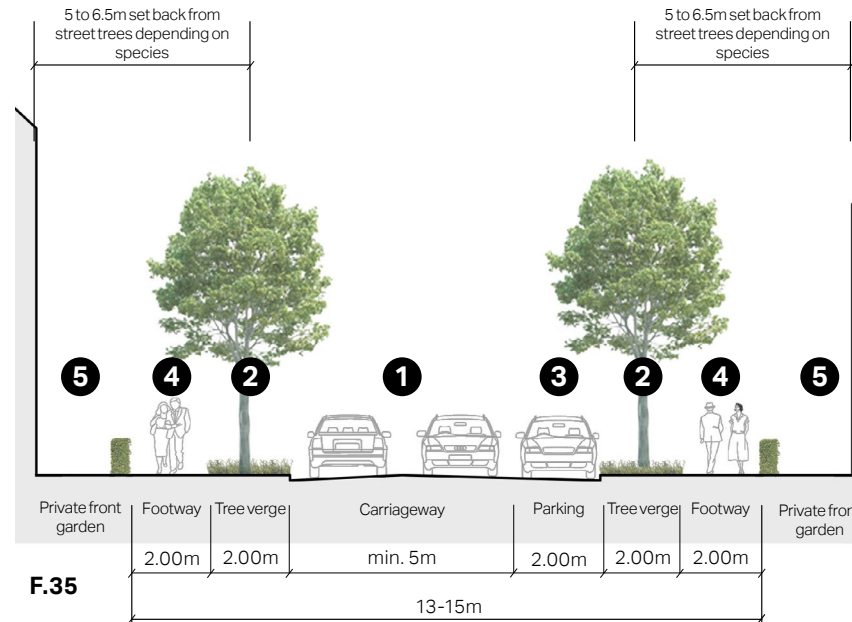 5 to 6.5m set back from
street trees depending on
species
5 to 6.5m set back from
street trees depending on
species
5
4
2
1
3
2
4
5
Private front
garden
Footway
Tree verge
Carriageway
Parking
Tree verge
Footway
Private fron
garden
2.00m
2.00m
min. 5m
2.00m
2.00m
2.00m
F.35
13-15m